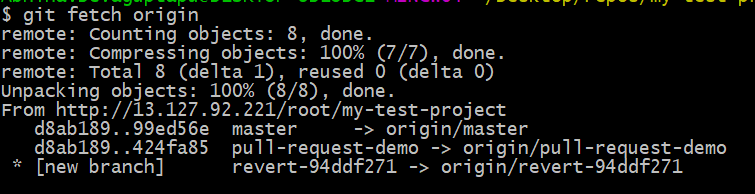 $ git fetch origin
remote: Counting objects: 8, done.
remote: Compressing objects: 100% (7/7), done.
remote: Total 8 (delta 1), reused 0 (delta 0)
Unpacking objects: 100% (8/8), done.
From http://13.127.92.221/root/my-test-project
   d8ab189..99ed56e  master     -> origin/master
   d8ab189..424fa85  pull-request-demo -> origin/pull-request-demo
 * [new branch]      revert-94ddf271 -> origin/revert-94ddf271